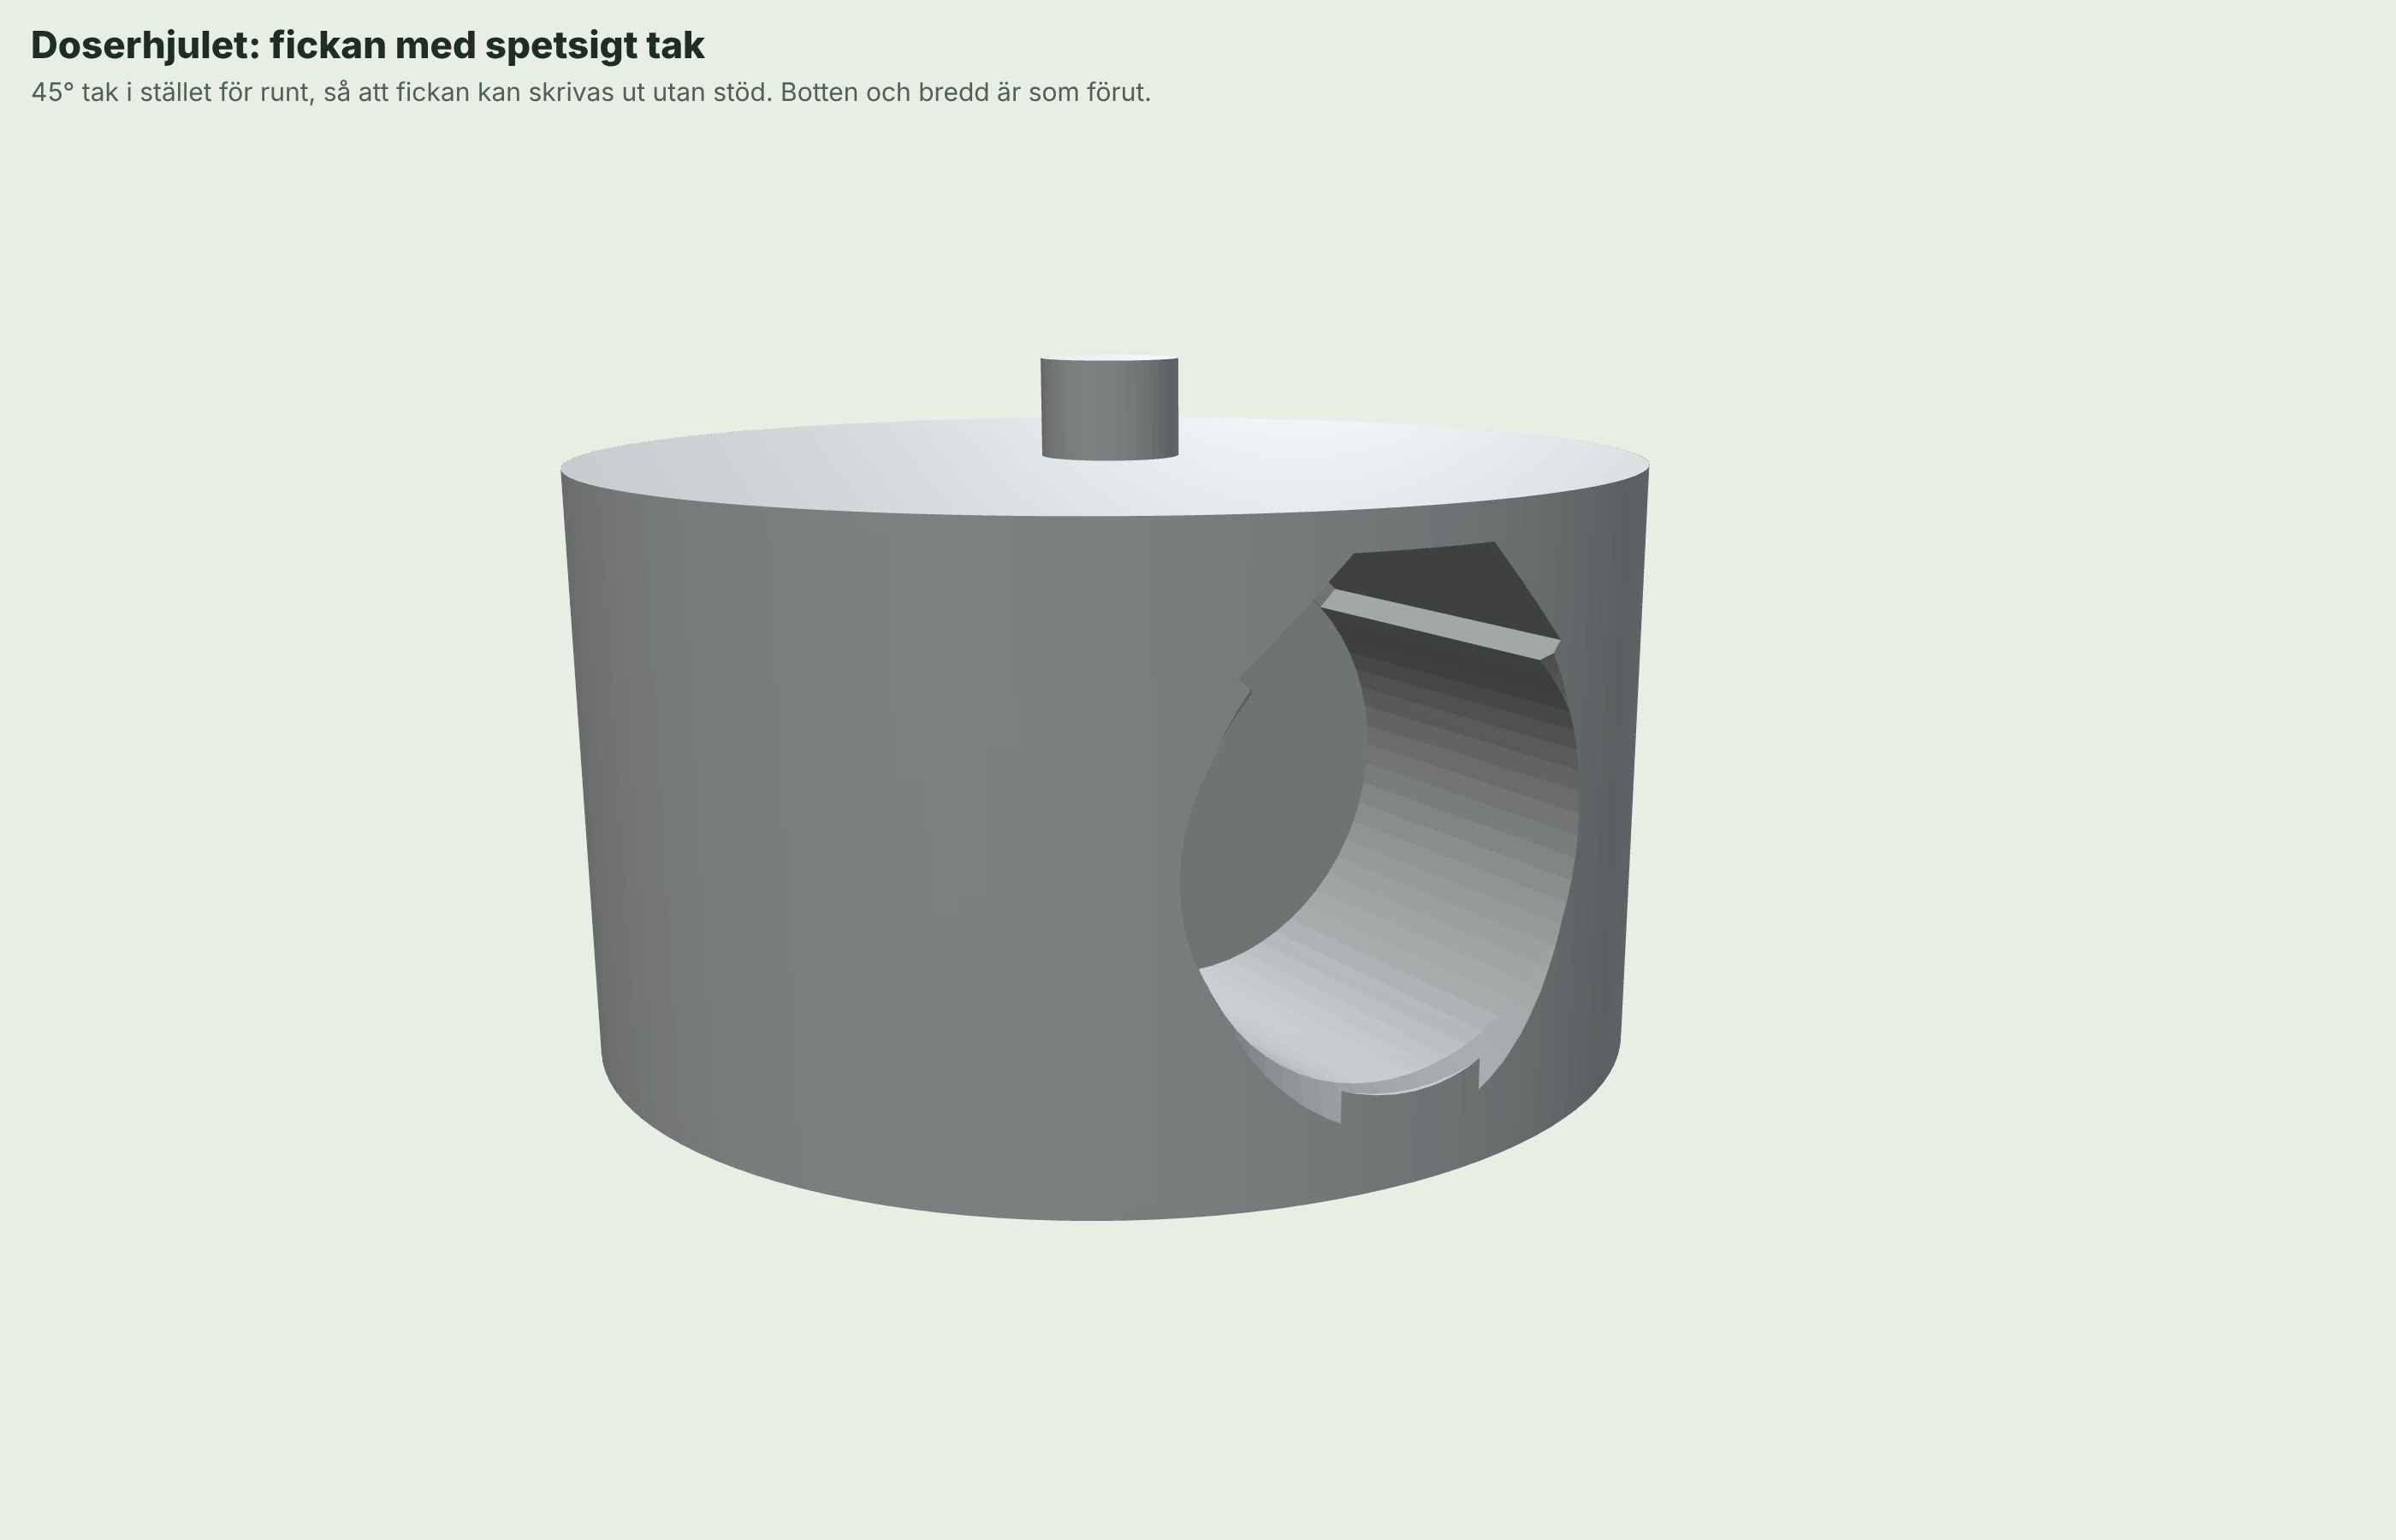 Doserhjulet: fickan med spetsigt tak
45° tak i stället för runt, så att fickan kan skrivas ut utan stöd. Botten och bredd är som förut.